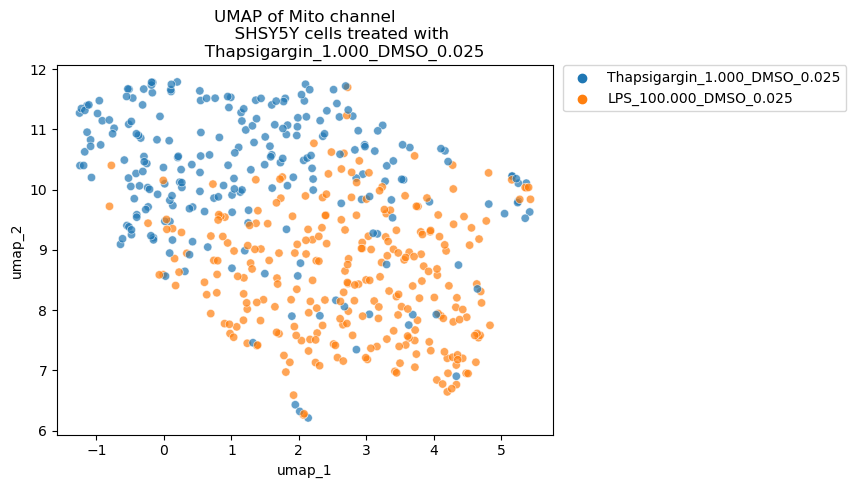 UMAP of Mito channel
SHSY5Y cells treated with
Thapsigargin_1.000_DMSO_0.025
Thapsigargin_1.000_DMSO_0.025
LPS_100.000_DMSO_0.025
12
11
10
9
8
7
6
umap_2
−1
0
1
2
3
4
5
umap_1